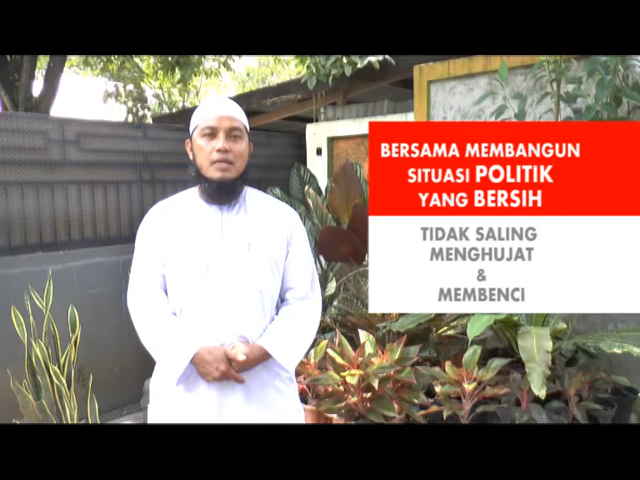 BERSAMA MEMBANGUN
SITUASI POLITIK
YANG BERSIH
TIDAK SALING
MENGHUJAT
&
MEMBENCI